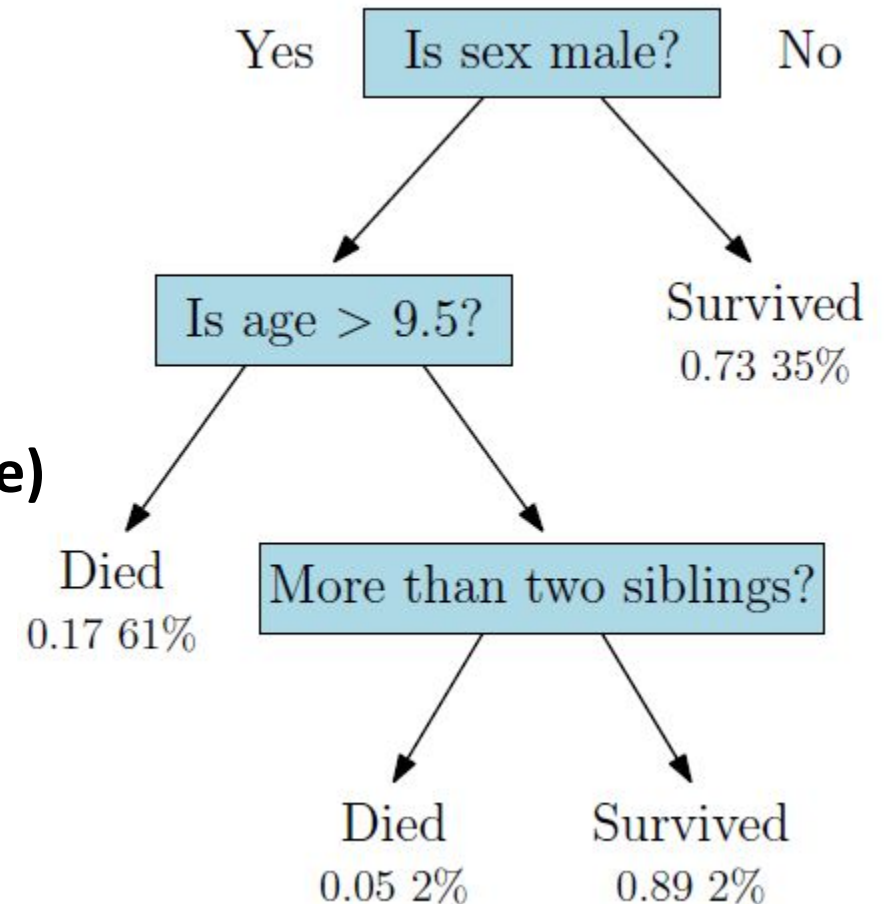 Yes Is sex male? No
Is age > 9.5?
Survived
0.73 35%
e)
Died
0.17 61%
More than two siblings?
Died
0.05 2%
Survived
0.89 2%